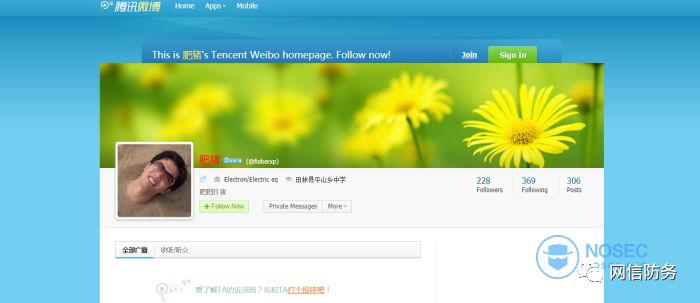 腾讯微博 Home Apps Mobile
This is 肥猪's Tencent Weibo homepage. Follow now!
Join Sign In
肥猪 (@fisherxp)
Electron/Electric eq 田林县平山乡中学
肥肥的 猪
+ Follow Now Private Messages More
228 Followers
369 Following
306 Posts
全部广播 收听/听众
想了解TA的近况吗？先和TA打个招呼吧！
NOSEC
网信防务